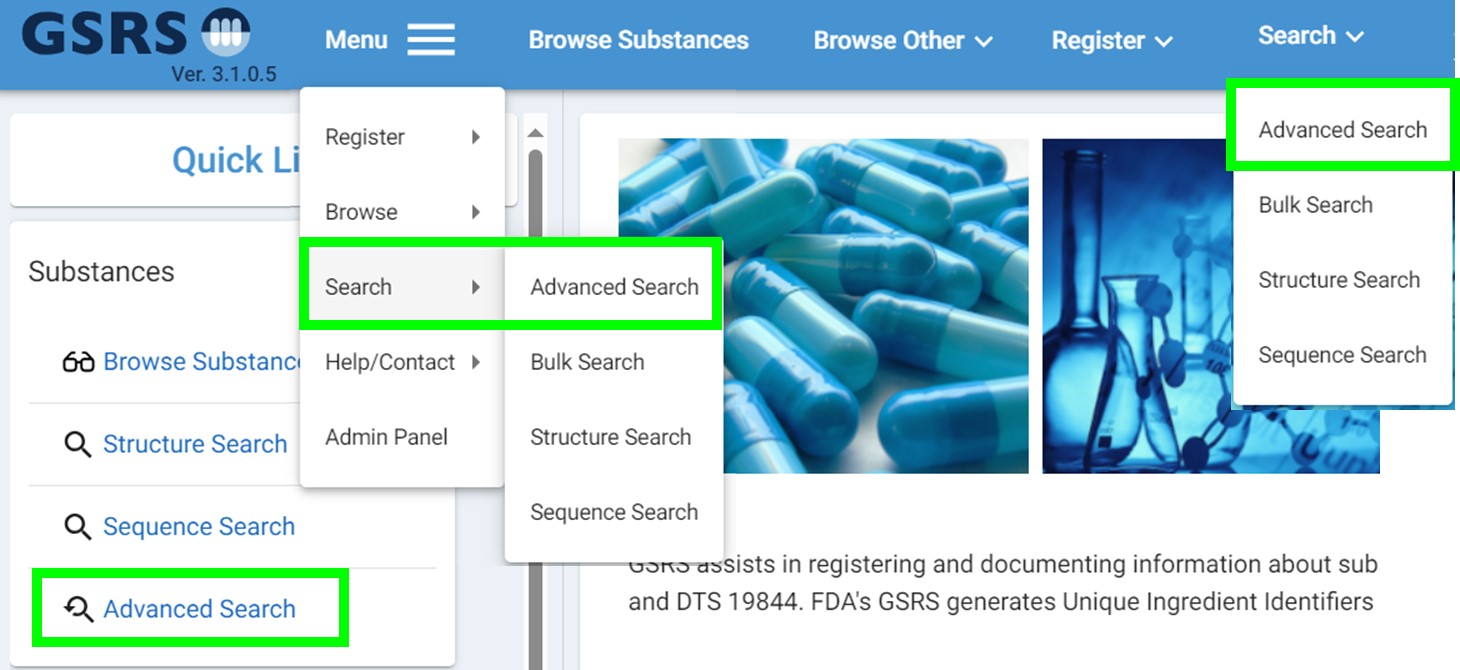 GSRS
Ver. 3.1.0.5
Menu
Browse Substances
Browse Other
Register
Search
Quick Li
Substances
Browse Substanc
Structure Search
Sequence Search
Advanced Search
Register
Browse
Search
Help/Contact
Admin Panel
Advanced Search
Bulk Search
Structure Search
Sequence Search
Advanced Search
Bulk Search
Structure Search
Sequence Search
GSRS assists in registering and documenting information about sub
and DTS 19844. FDA's GSRS generates Unique Ingredient Identifiers